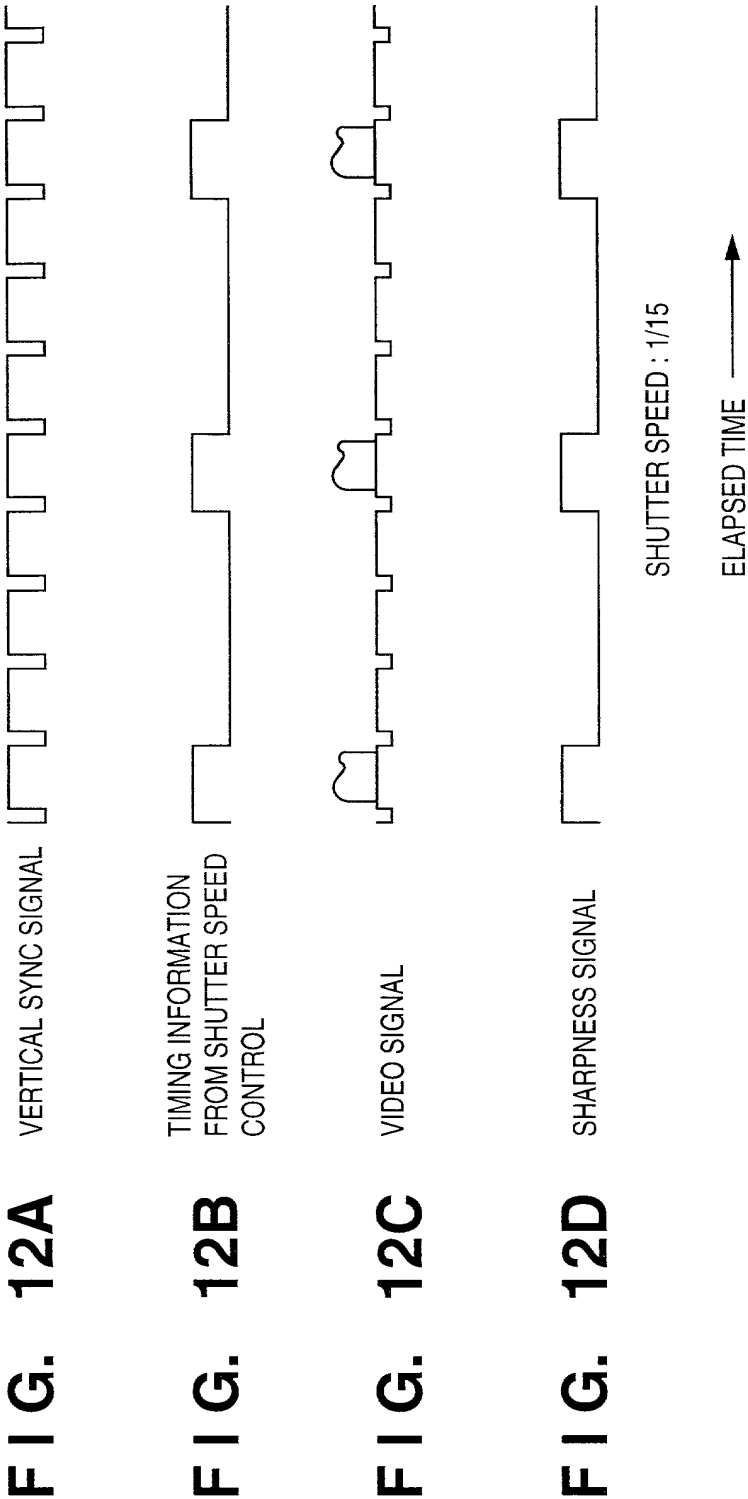 FIG. 12A VERTICAL SYNC SIGNAL
FIG. 12B TIMING INFORMATION
FROM SHUTTER SPEED
CONTROL
FIG. 12C VIDEO SIGNAL
FIG. 12D SHARPNESS SIGNAL
SHUTTER SPEED : 1/15
ELAPSED TIME